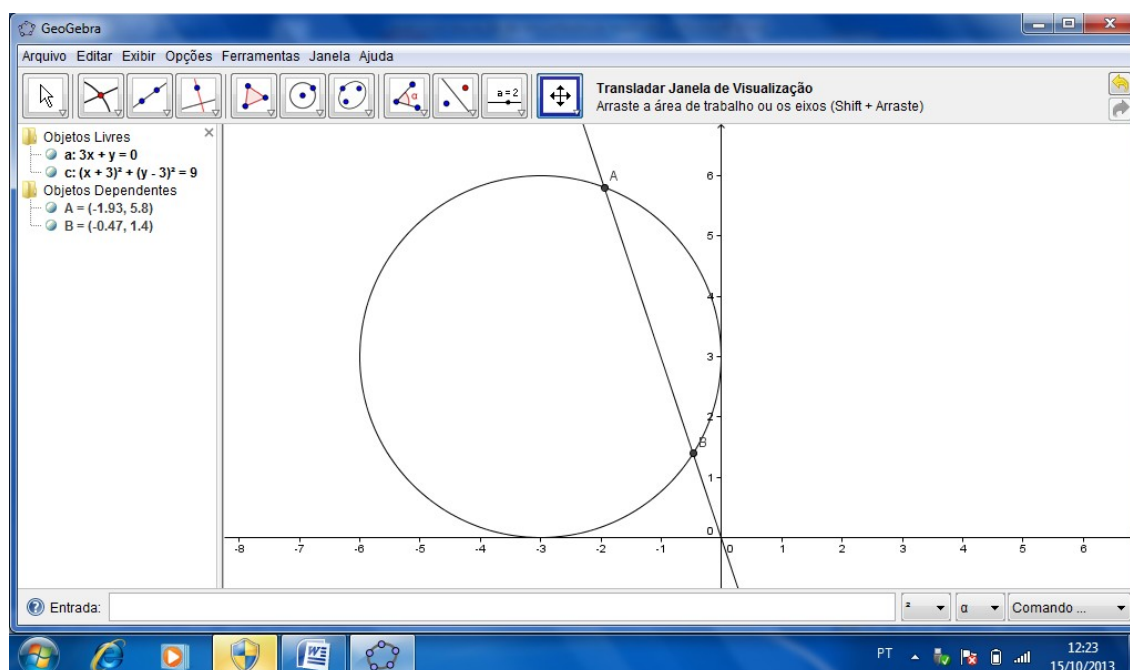 GeoGebra
Arquivo Editar Exibir Opções Ferramentas Janela Ajuda
a=2
Transladar Janela de Visualização
Arraste a área de trabalho ou os eixos (Shift + Arraste)
Objetos Livres
a: 3x + y = 0
c: (x + 3)² + (y - 3)² = 9
Objetos Dependentes
A = (-1.93, 5.8)
B = (-0.47, 1.4)
A
6
5
4
3
2
B
1
0
-8 -7 -6 -5 -4 -3 -2 -1 0 1 2 3 4 5 6
Entrada:
² α Comando ...
PT
12:23
15/10/2013